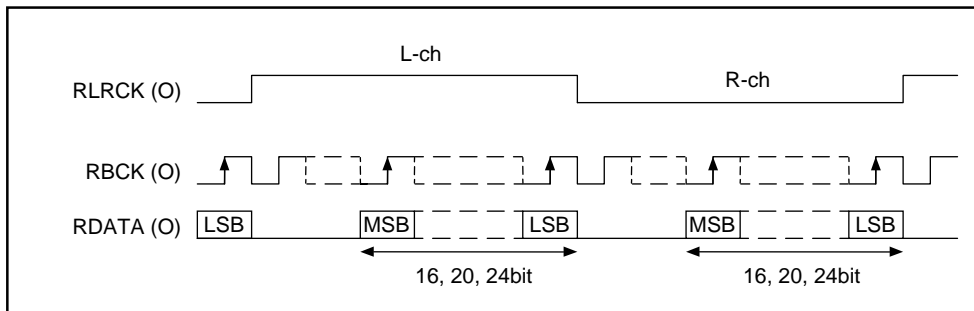 L-ch
RLRCK (O)
R-ch
RBCK (O)
RDATA (O)
LSB
MSB
LSB
MSB
LSB
16, 20, 24bit
16, 20, 24bit